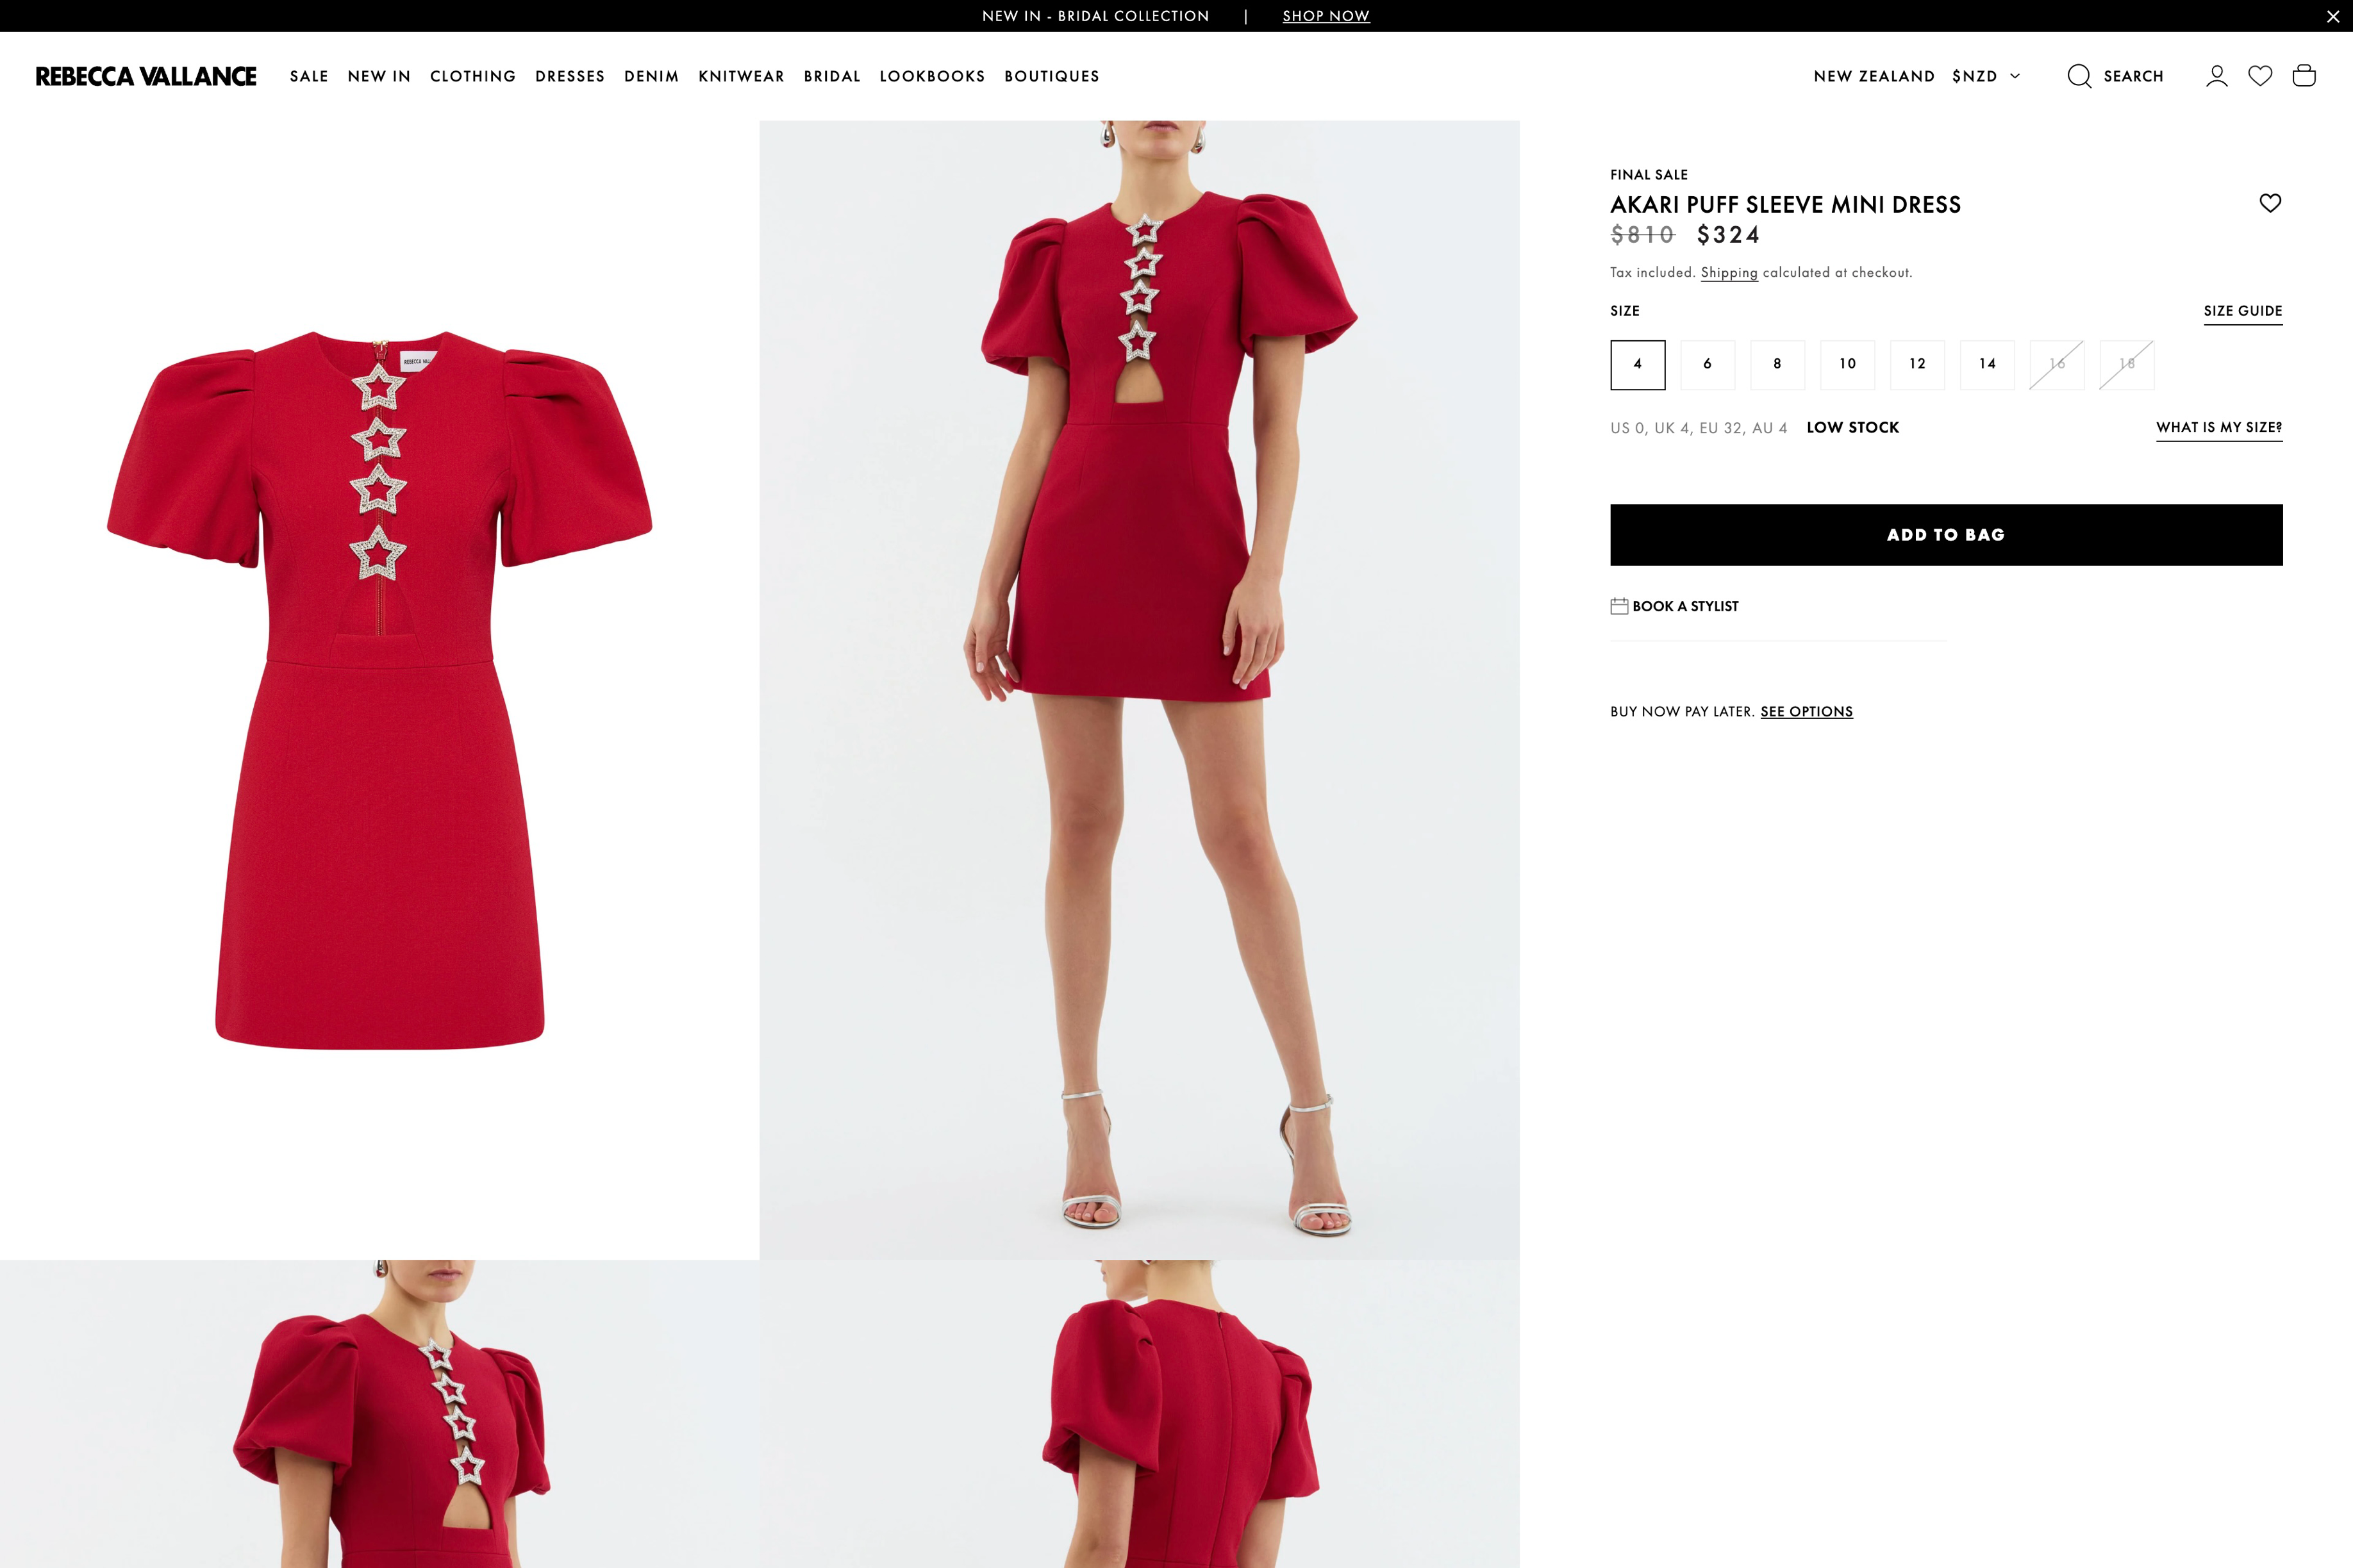 NEW IN - BRIDAL COLLECTION | SHOP NOW
REBECCA VALLANCE SALE NEW IN CLOTHING DRESSES DENIM KNITWEAR BRIDAL LOOKBOOKS BOUTIQUES NEW ZEALAND $NZD SEARCH
FINAL SALE
AKARI PUFF SLEEVE MINI DRESS
$810 $324
Tax included. Shipping calculated at checkout.
SIZE SIZE GUIDE
4 6 8 10 12 14 16 18
US 0, UK 4, EU 32, AU 4 LOW STOCK WHAT IS MY SIZE?
ADD TO BAG
BOOK A STYLIST
BUY NOW PAY LATER. SEE OPTIONS
REBECCA